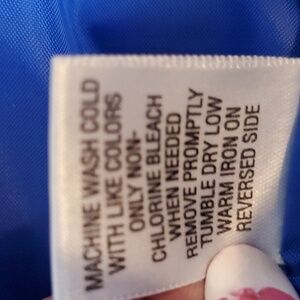 MACHINE WASH COLD
WITH LIKE COLORS
ONLY NON-
CHLORINE BLEACH
WHEN NEEDED
REMOVE PROMPTLY
TUMBLE DRY LOW
WARM IRON ON
REVERSED SIDE